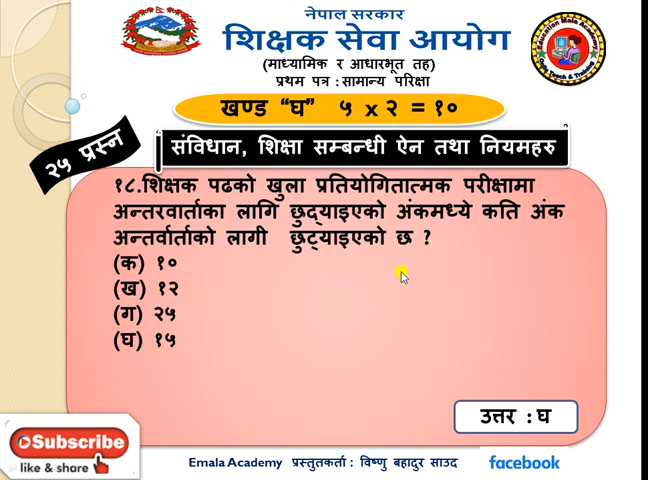 नेपाल सरकार
शिक्षक सेवा आयोग
(माध्यामिक र आधारभूत तह)
प्रथम पत्र : सामान्य परिक्षा
खण्ड "घ" ५ x २ = १०
२५ प्रस्न
संविधान, शिक्षा सम्बन्धी ऐन तथा नियमहरु
१८.शिक्षक पढको खुला प्रतियोगितात्मक परीक्षामा
अन्तरवार्ताका लागि छुद्याइएको अंकमध्ये कति अंक
अन्तर्वार्ताको लागी छुट्याइएको छ ?
(क) १०
(ख) १२
(ग) २५
(घ) १५
उत्तर : घ
Subscribe
like & share
Emala Academy प्रस्तुतकर्ता : विष्णु बहादुर साउद
facebook